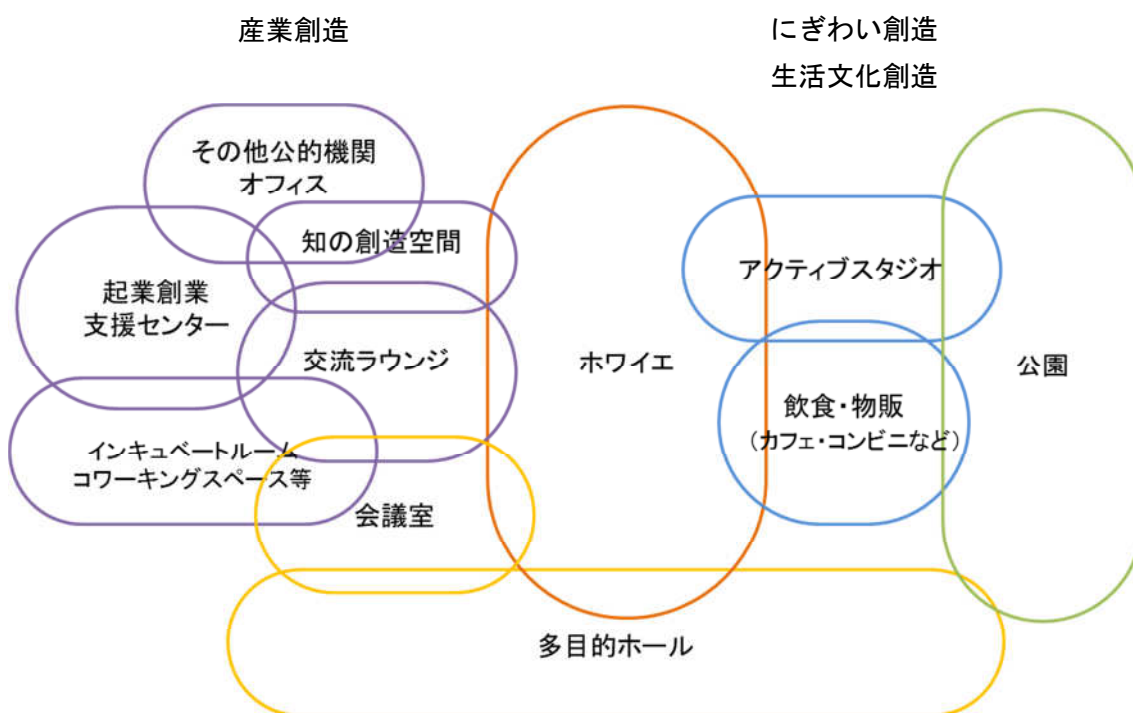 産業創造
にぎわい創造
生活文化創造
その他公的機関
オフィス
知の創造空間
起業創業
支援センター
交流ラウンジ
インキュベートルーム
コワーキングスペース等
会議室
ホワイエ
アクティブスタジオ
飲食・物販
（カフェ・コンビニなど）
公園
多目的ホール